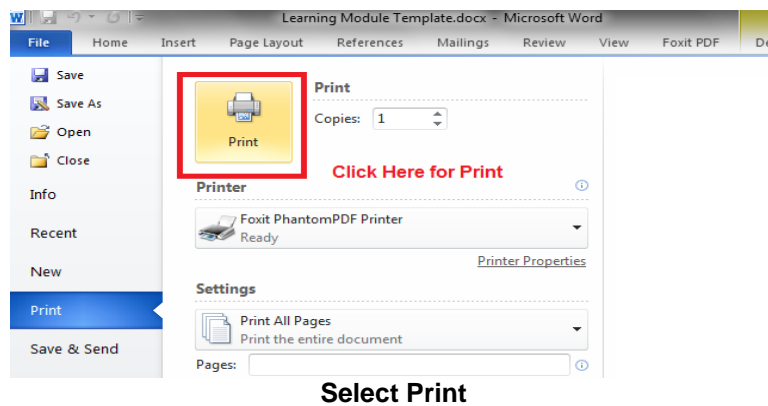 W Learning Module Template.docx - Microsoft Word
File Home Insert Page Layout References Mailings Review View Foxit PDF
Save
Save As
Open
Close
Info
Recent
New
Print
Save & Send
Print
Print
Copies: 1
Click Here for Print
Printer
Foxit PhantomPDF Printer
Ready
Printer Properties
Settings
Print All Pages
Print the entire document
Pages:
Select Print